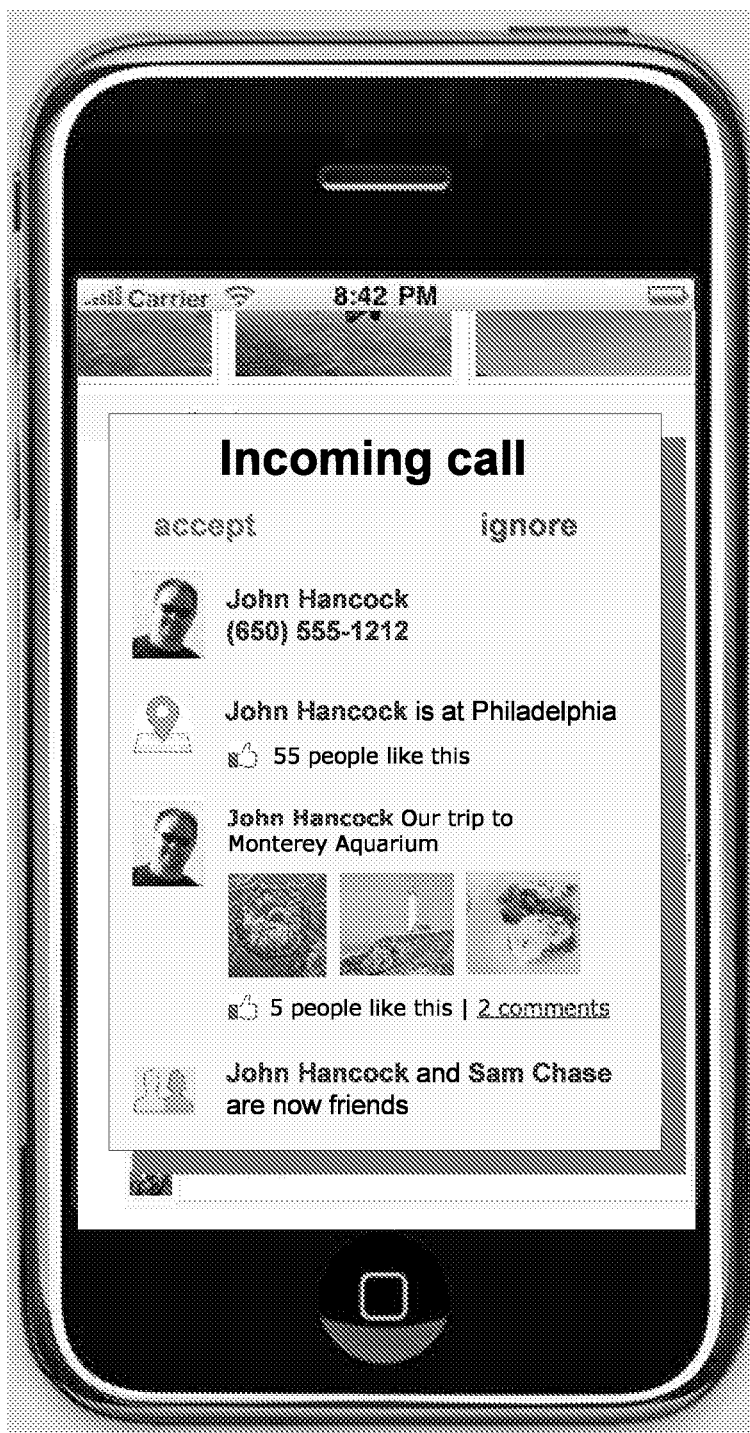 Carrier 8:42 PM
Incoming call
accept ignore
John Hancock
(650) 555-1212
John Hancock is at Philadelphia
55 people like this
John Hancock Our trip to
Monterey Aquarium
5 people like this | 2 comments
John Hancock and Sam Chase
are now friends